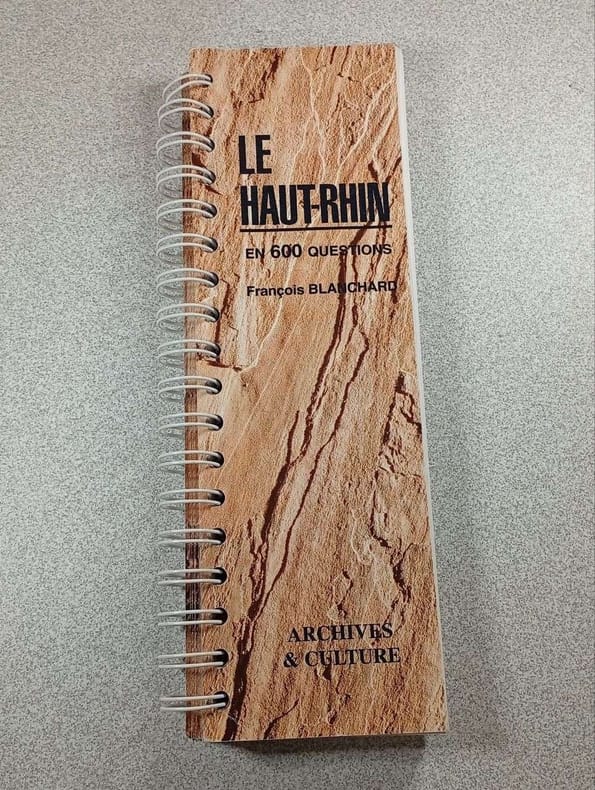 LE
HAUT-RHIN
EN 600 QUESTIONS
François BLANCHARD
ARCHIVES
& CULTURE